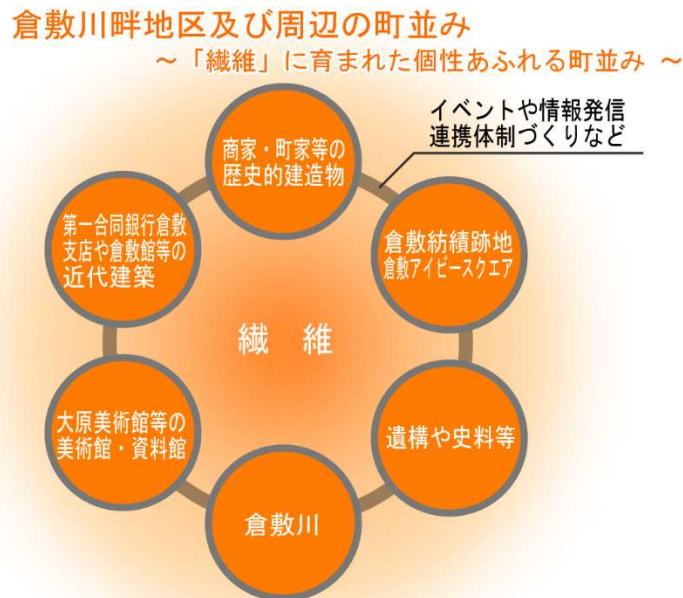 倉敷川畔地区及び周辺の町並み
～「繊維」に育まれた個性あふれる町並み ～
イベントや情報発信
連携体制づくりなど
商家・町家等の
歴史的建造物
第一合同銀行倉敷
支店や倉敷館等の
近代建築
倉敷紡績跡地
倉敷アイビースクエア
繊 維
大原美術館等の
美術館・資料館
遺構や史料等
倉敷川